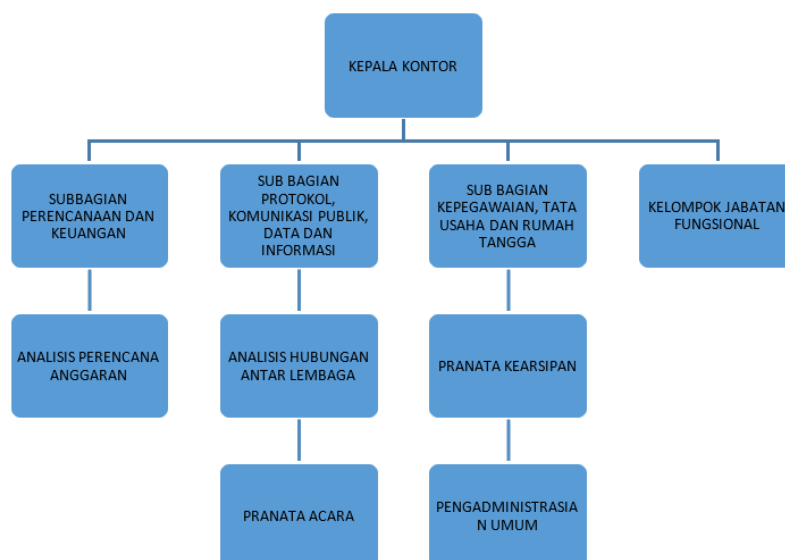 KEPALA KONTOR
SUBBAGIAN
PERENCANAAN DAN
KEUANGAN
SUB BAGIAN
PROTOKOL,
KOMUNIKASI PUBLIK,
DATA DAN
INFORMASI
SUB BAGIAN
KEPEGAWAIAN, TATA
USAHA DAN RUMAH
TANGGA
KELOMPOK JABATAN
FUNGSIONAL
ANALISIS PERENCANA
ANGGARAN
ANALISIS HUBUNGAN
ANTAR LEMBAGA
PRANATA KEARSIPAN
PRANATA ACARA
PENGADMINISTRASIA
N UMUM